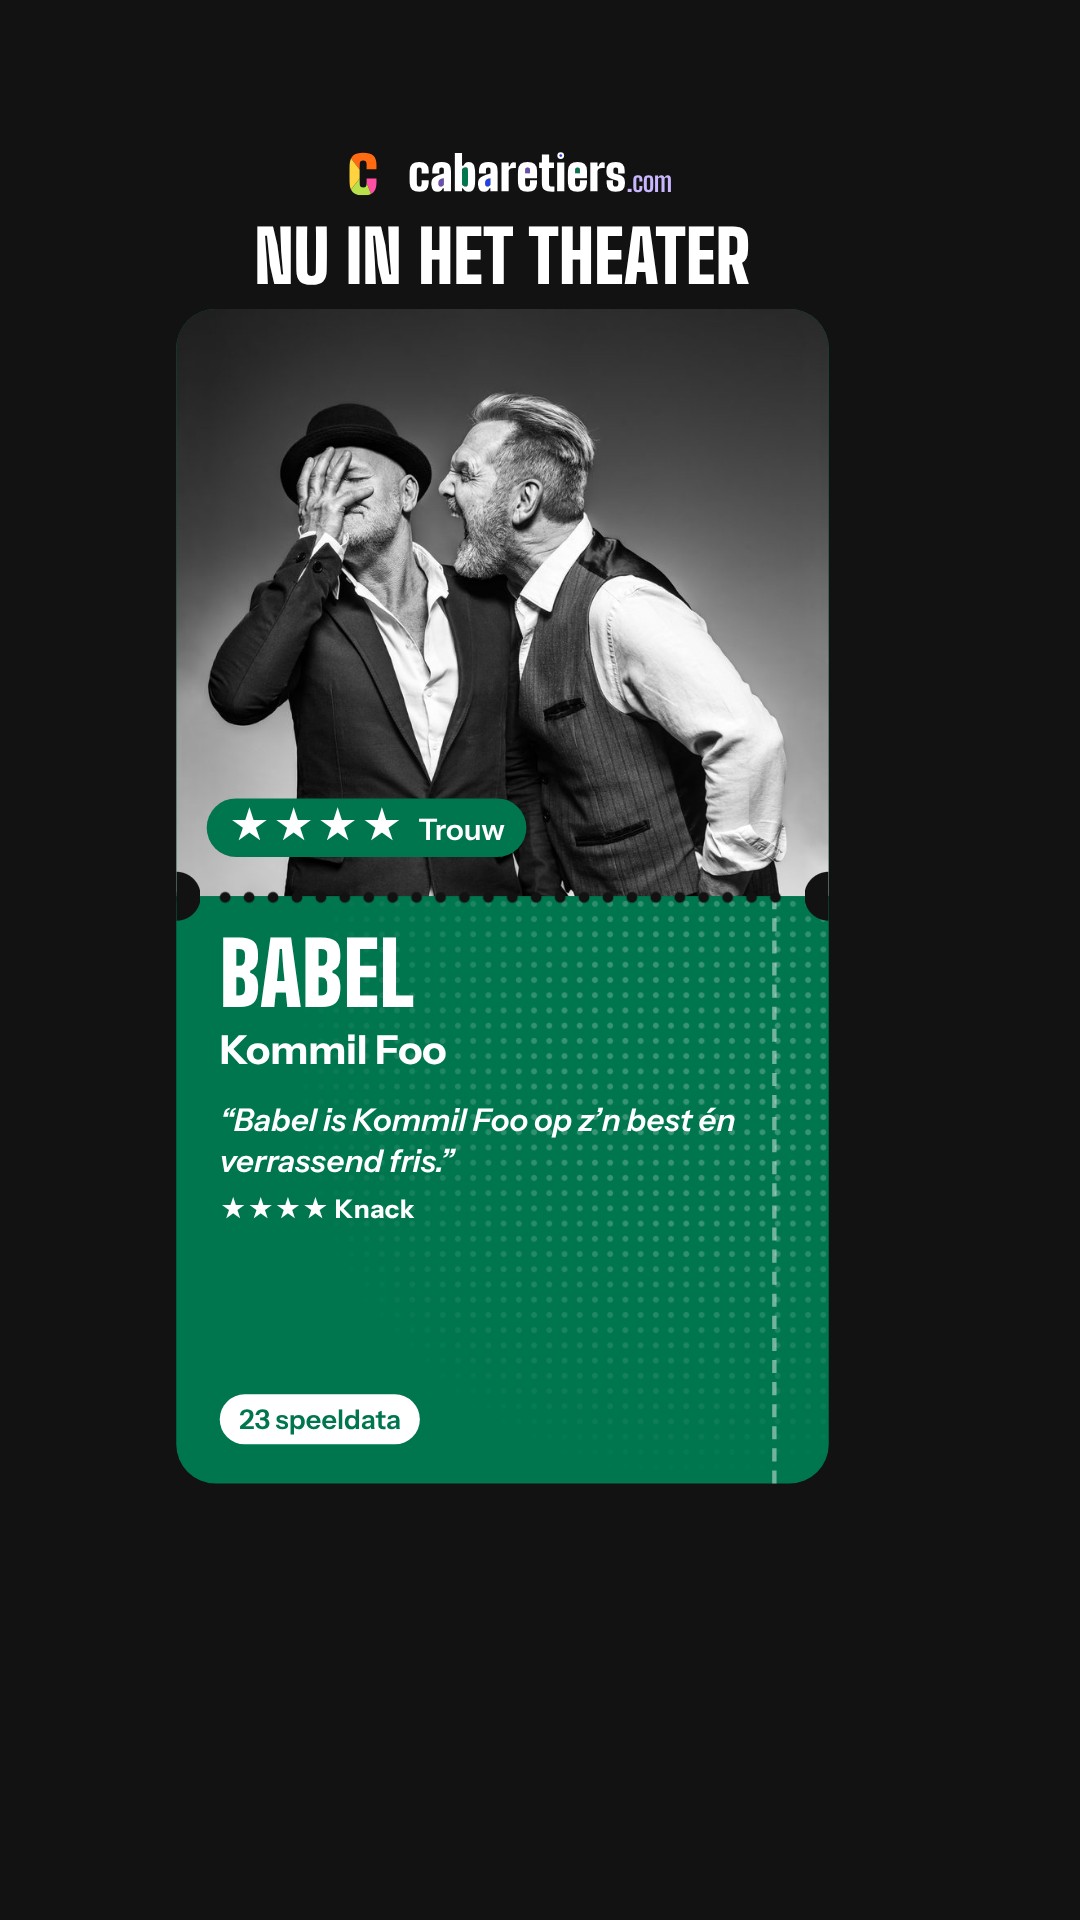 C cabaretiers.com
NU IN HET THEATER
★★★★ Trouw
BABEL
Kommil Foo
“Babel is Kommil Foo op z’n best én
verrassend fris.”
★★★★ Knack
23 speeldata